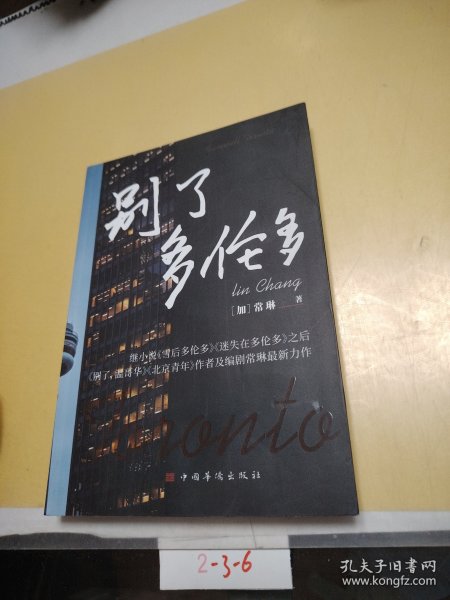 别了
多伦多
lin Chang
[加] 常琳 著
继小说《雪后多伦多》《迷失在多伦多》之后
《别了,温哥华》《北京青年》作者及编剧常琳最新力作
Toronto
中国华侨出版社
2-3-6
孔夫子旧书网
www.kongfz.com